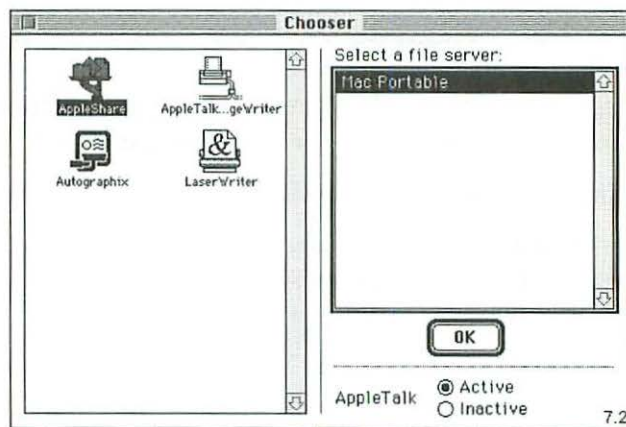 Chooser
AppleShare
AppleTalk...geWriter
Autographix
LaserWriter
&
Select a file server:
Mac Portable
OK
AppleTalk
Active
Inactive
7.2